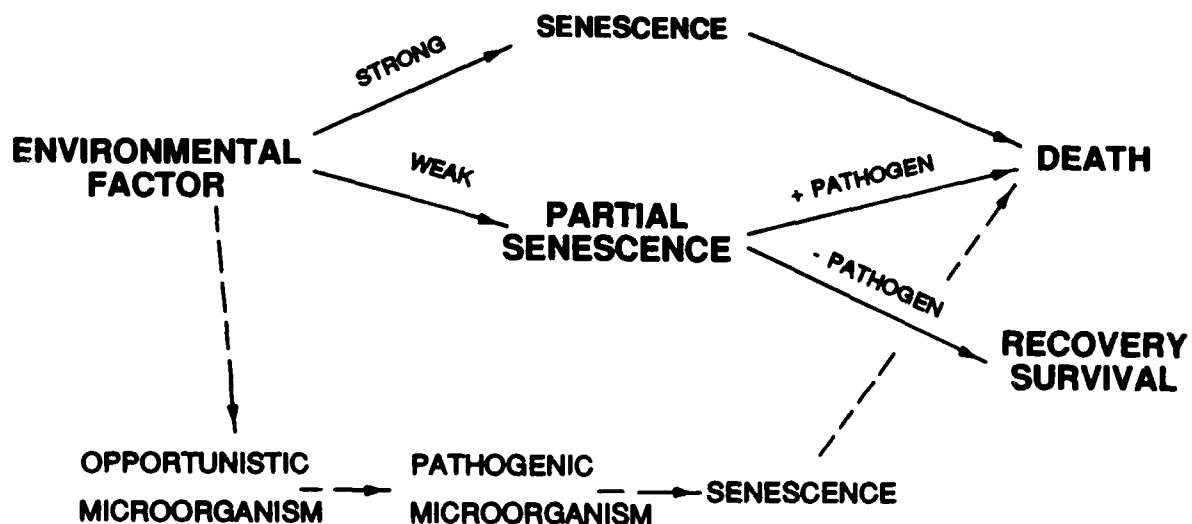 SENESCENCE
STRONG
ENVIRONMENTAL
FACTOR
WEAK
DEATH
+ PATHOGEN
PARTIAL
SENESCENCE
- PATHOGEN
RECOVERY
SURVIVAL
OPPORTUNISTIC
MICROORGANISM
PATHOGENIC
MICROORGANISM
SENESCENCE